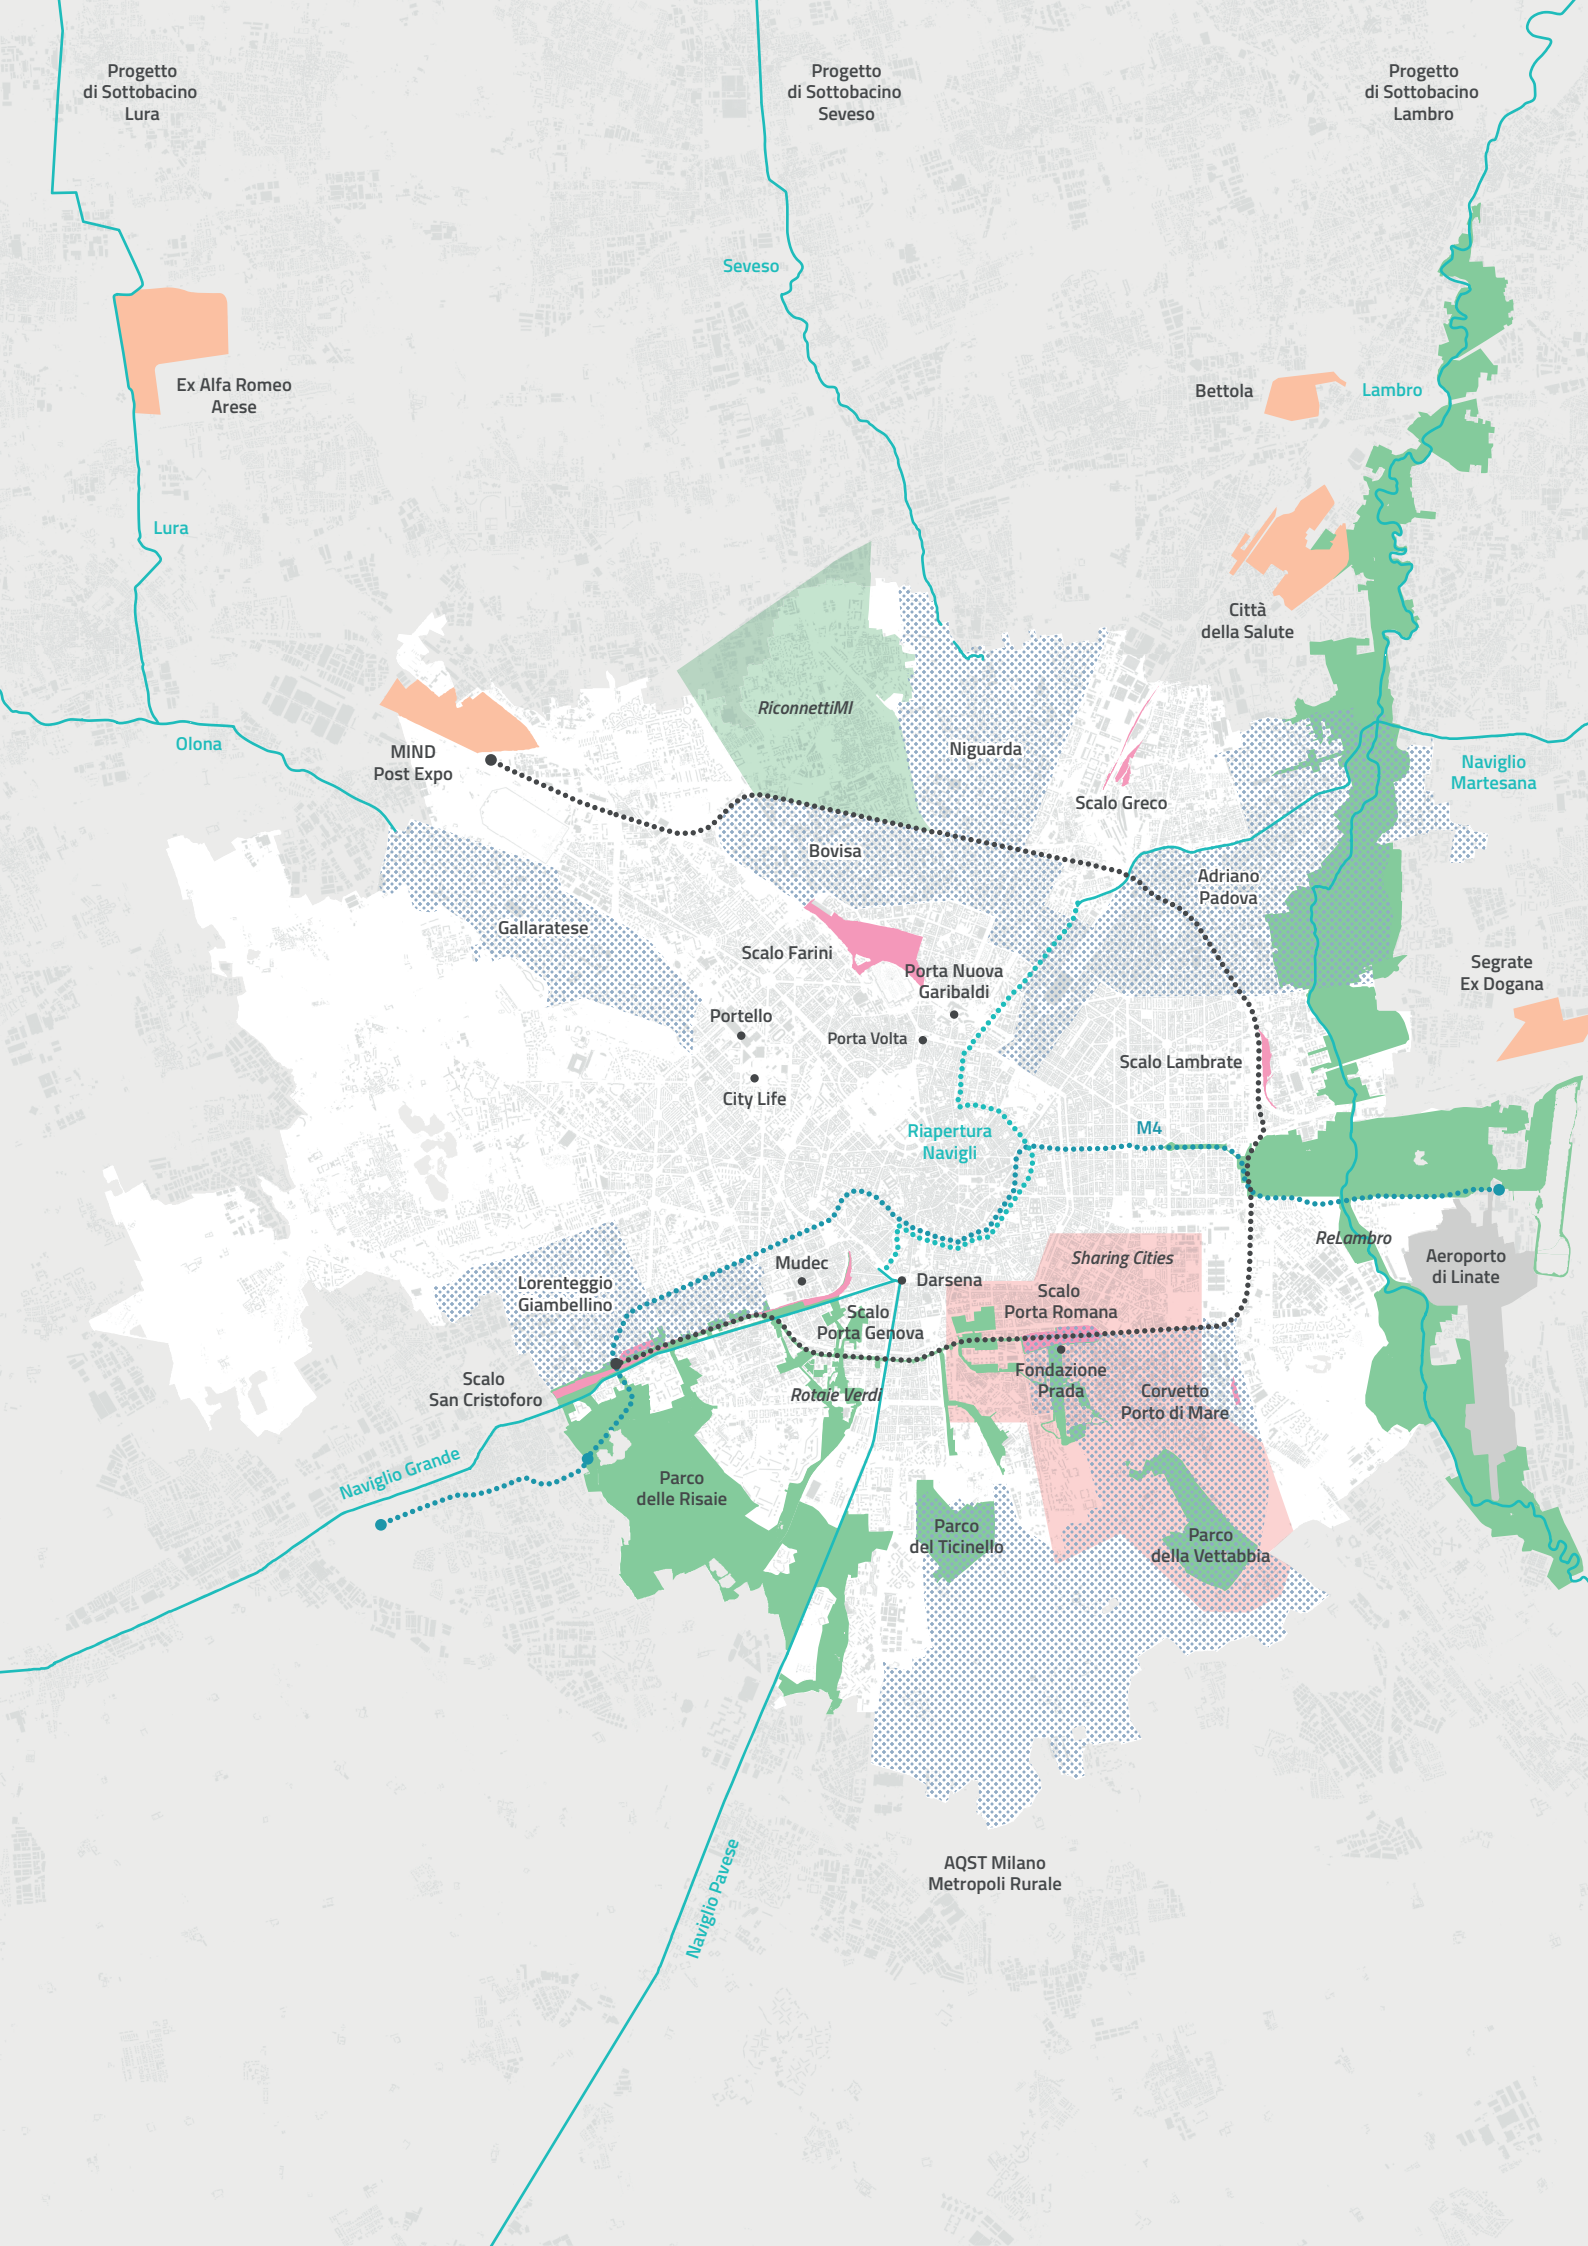 Progetto
di Sottobacino
Lura
Progetto
di Sottobacino
Seveso
Progetto
di Sottobacino
Lambro
Seveso
Ex Alfa Romeo
Arese
Bettola
Lambro
Lura
Città
della Salute
RiconnettiMI
Olona
MIND
Post Expo
Niguarda
Naviglio
Martesana
Scalo Greco
Bovisa
Adriano
Padova
Gallaratese
Scalo Farini
Porta Nuova
Garibaldi
Segrate
Ex Dogana
Portello
Porta Volta
Scalo Lambrate
City Life
Riapertura
Navigli
M4
ReLambro
Aeroporto
di Linate
Sharing Cities
Mudec
Darsena
Lorenteggio
Giambellino
Scalo
Porta Romana
Scalo
Porta Genova
Scalo
San Cristoforo
Fondazione
Prada
Rotaie Verdi
Corvetto
Porto di Mare
Naviglio Grande
Parco
delle Risaie
Parco
del Ticinello
Parco
della Vettabbia
AQST Milano
Metropoli Rurale
Naviglio Pavese